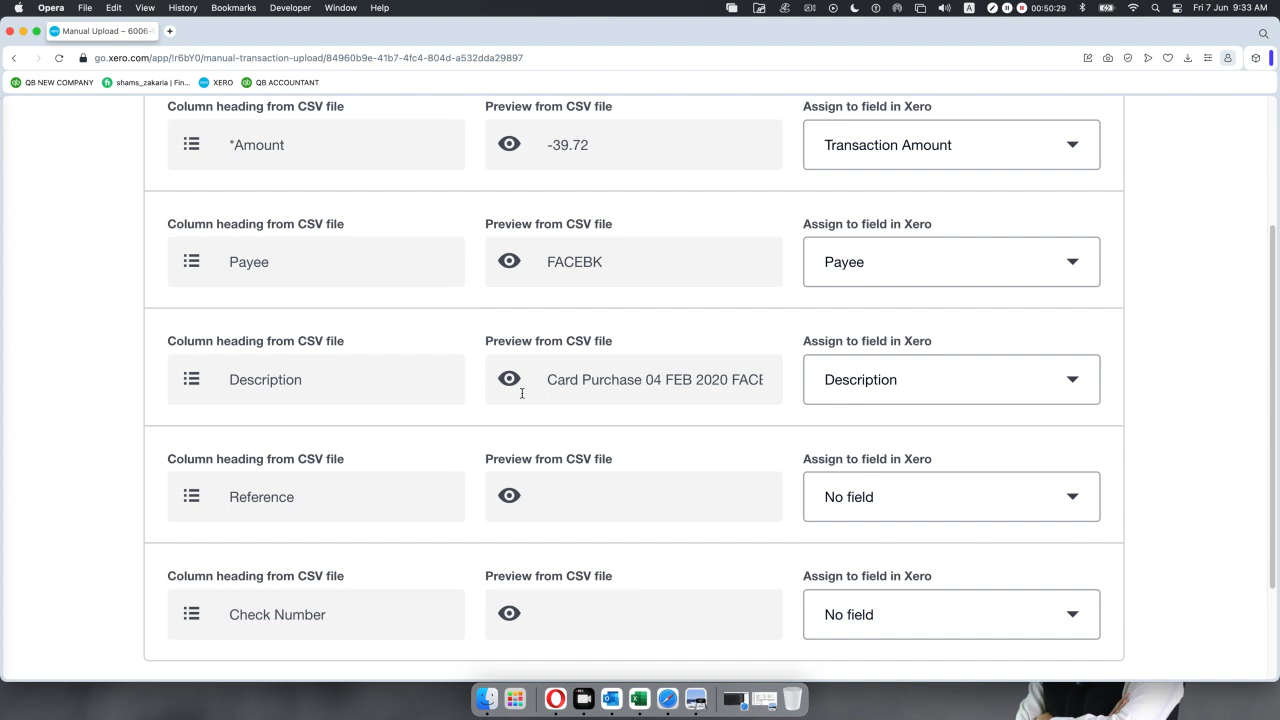 Opera File Edit View History Bookmarks Developer Window Help 00:50:29 A Fri 7 Jan 9:33 AM
Manual Upload – 6006-
go.xero.com/app/!r6bY0/manual-transaction-upload/84960b9e-41b7-4fc4-804d-a532dda29897
QB NEW COMPANY shams_zakaria | Fin... XERO QB ACCOUNTANT
Column heading from CSV file Preview from CSV file Assign to field in Xero
*Amount -39.72 Transaction Amount
Column heading from CSV file Preview from CSV file Assign to field in Xero
Payee FACEBK Payee
Column heading from CSV file Preview from CSV file Assign to field in Xero
Description Card Purchase 04 FEB 2020 FACE Description
Column heading from CSV file Preview from CSV file Assign to field in Xero
Reference No field
Column heading from CSV file Preview from CSV file Assign to field in Xero
Check Number No field